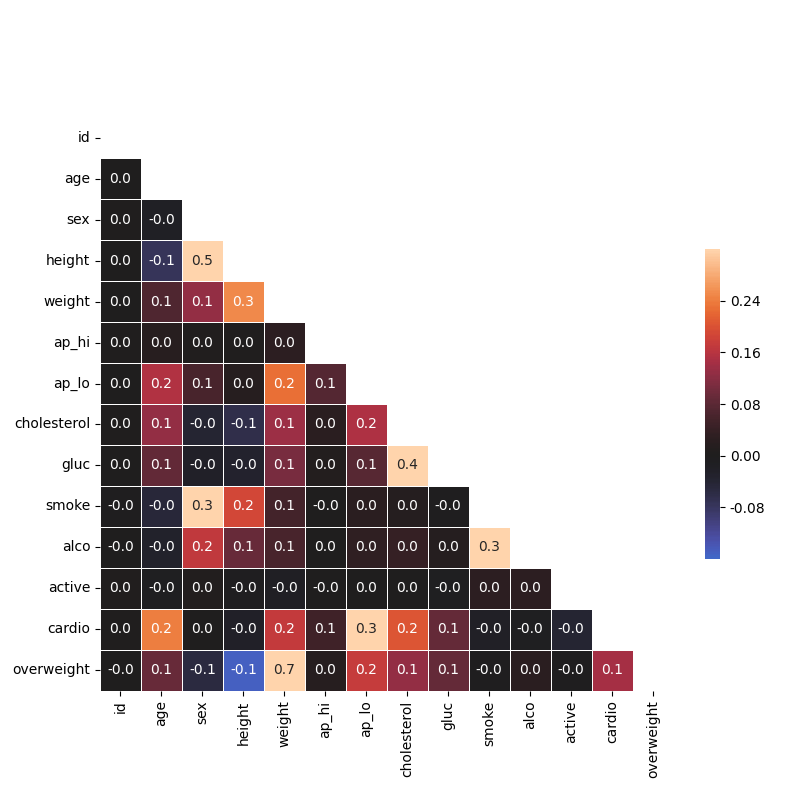 id
age 0.0
sex 0.0 -0.0
height 0.0 -0.1 0.5
weight 0.0 0.1 0.1 0.3
ap_hi 0.0 0.0 0.0 0.0 0.0
ap_lo 0.0 0.2 0.1 0.0 0.2 0.1
cholesterol 0.0 0.1 -0.0 -0.1 0.1 0.0 0.2
gluc 0.0 0.1 -0.0 -0.0 0.1 0.0 0.1 0.4
smoke -0.0 -0.0 0.3 0.2 0.1 -0.0 0.0 0.0 -0.0
alco -0.0 -0.0 0.2 0.1 0.1 0.0 0.0 0.0 0.0 0.3
active 0.0 -0.0 0.0 -0.0 -0.0 -0.0 0.0 0.0 -0.0 0.0 0.0
cardio 0.0 0.2 0.0 -0.0 0.2 0.1 0.3 0.2 0.1 -0.0 -0.0 -0.0
overweight -0.0 0.1 -0.1 -0.1 0.7 0.0 0.2 0.1 0.1 -0.0 0.0 -0.0 0.1
id age sex height weight ap_hi ap_lo cholesterol gluc smoke alco active cardio overweight
0.24
0.16
0.08
0.00
-0.08